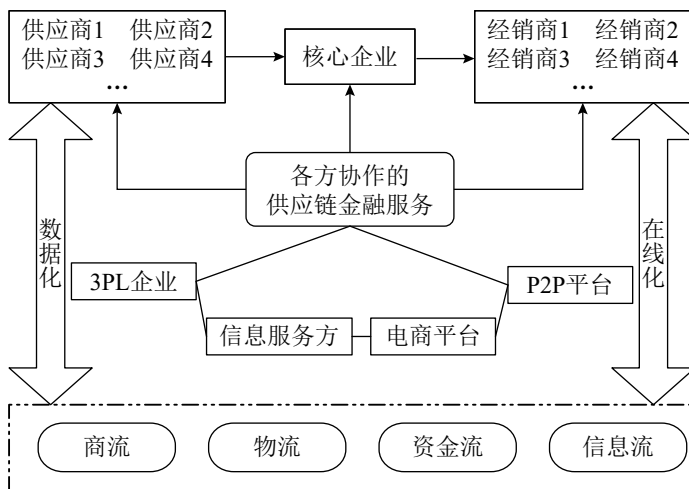 供应商1 供应商2
供应商3 供应商4
…
核心企业
经销商1 经销商2
经销商3 经销商4
…
各方协作的
供应链金融服务
数据化
在线化
3PL企业
P2P平台
信息服务方
电商平台
商流
物流
资金流
信息流